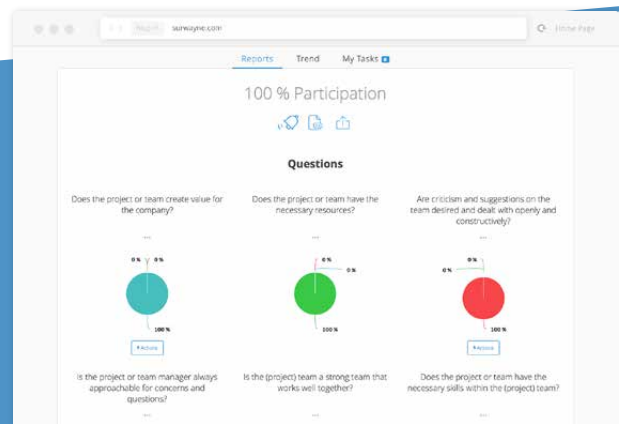 surwayne.com
Home Page
Reports Trend My Tasks
100 % Participation
Questions
Does the project or team create value for
the company?
Does the project or team have the
necessary resources?
Are criticism and suggestions on the
team desired and dealt with openly and
constructively?
...
...
...
0 % 0 %
100 %
0 %
0 %
100 %
0 %
0 %
100 %
Actions
Actions
Is the project or team manager always
approachable for concerns and
questions?
Is the (project) team a strong team that
works well together?
Does the project or team have the
necessary skills within the (project) team?
...
...
...